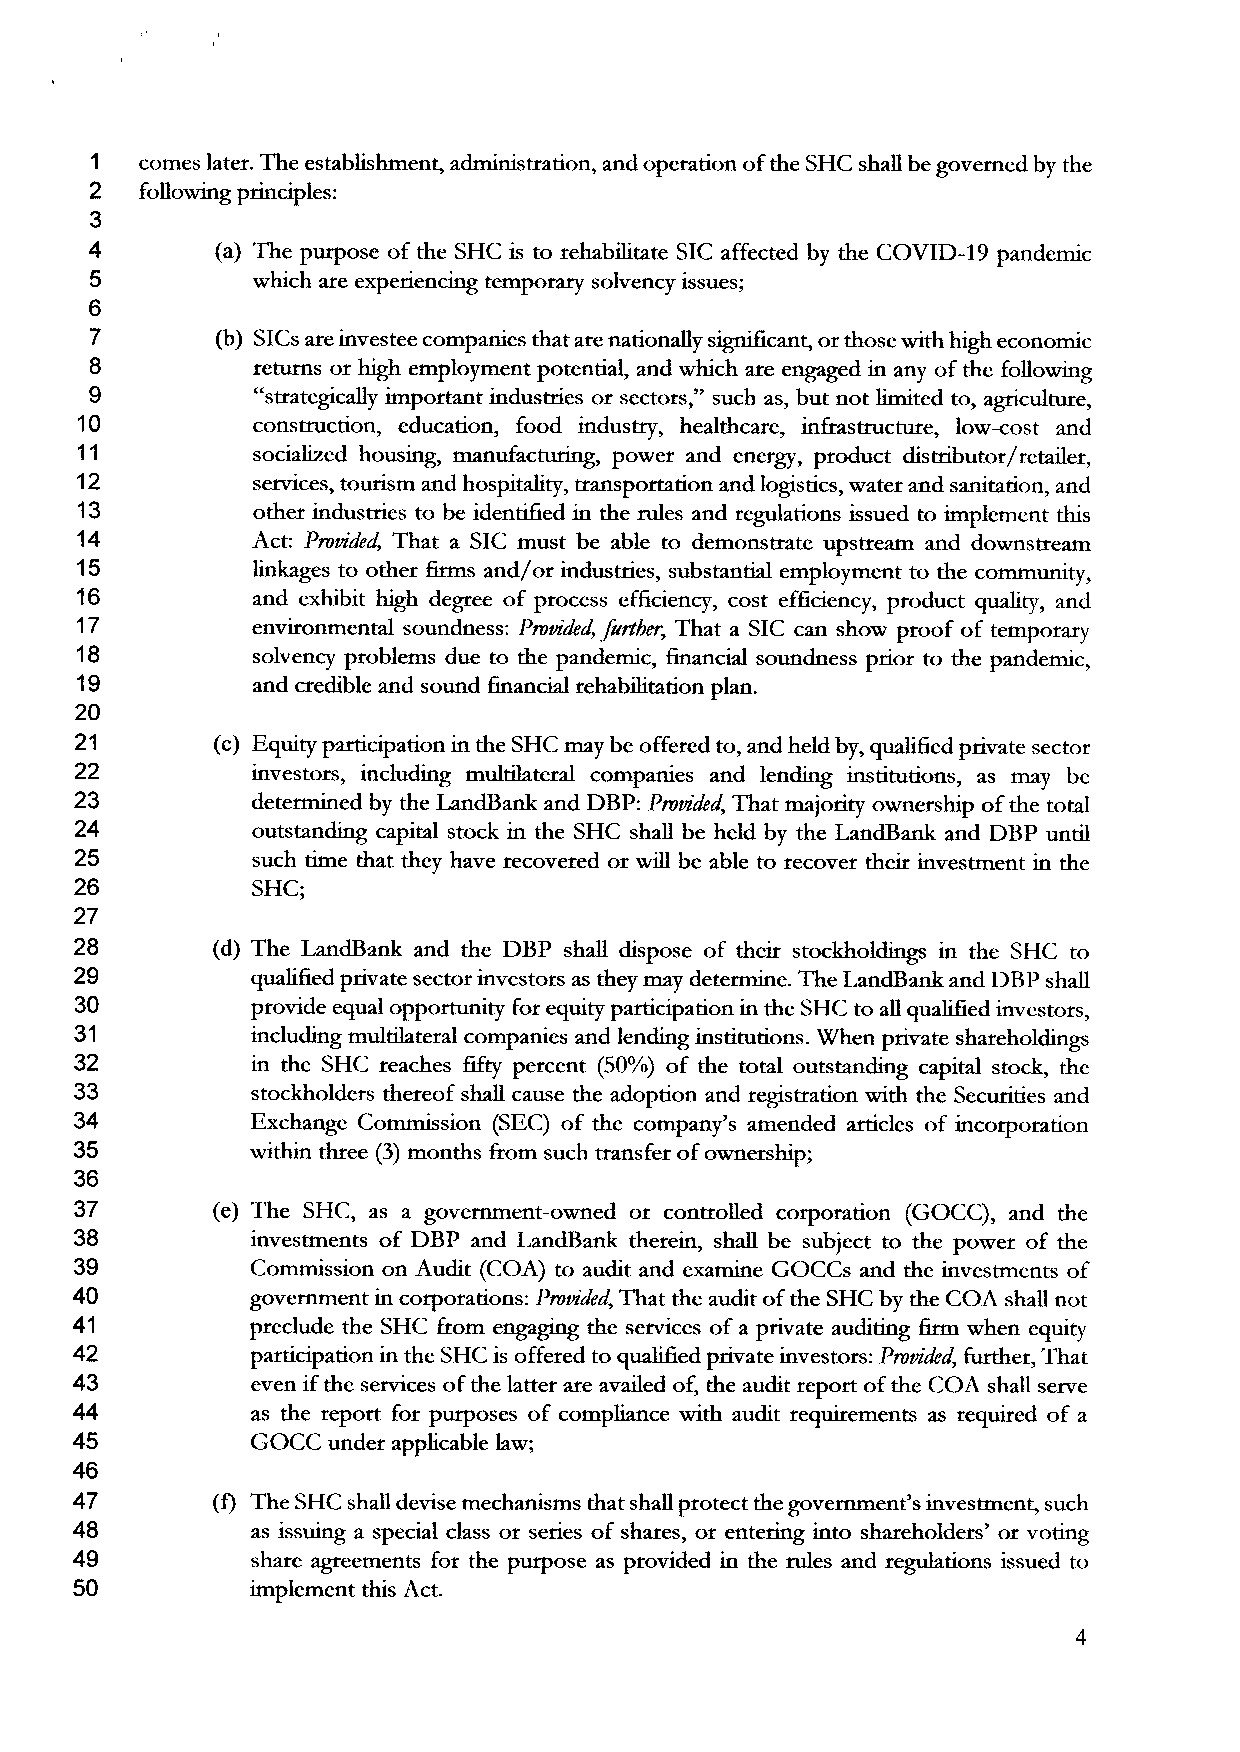 1 comes later. The establishment, administration, and operation of the SHC shall be governed by the
2 following principles:
3
4 (a) The purpose of the SHC is to rehabilitate SIC affected by the COVID-19 pandemic
5 which are experiencing temporary solvency issues;
6
7 (b) SICs are investee companies that are nationally significant, or those with high economic
8 returns or high employment potential, and which are engaged in any of the following
9 “strategically important industries or sectors,” such as, but not limited to, agriculture,
10 construction, education, food industry, healthcare, infrastructure, low-cost and
11 socialized housing, manufacturing, power and energy, product distributor/retailer,
12 services, tourism and hospitality, transportation and logistics, water and sanitation, and
13 other industries to be identified in the rules and regulations issued to implement this
14 Act: Provided, That a SIC must be able to demonstrate upstream and downstream
15 linkages to other firms and/or industries, substantial employment to the community,
16 and exhibit high degree of process efficiency, cost efficiency, product quality, and
17 environmental soundness: Provided, further, That a SIC can show proof of temporary
18 solvency problems due to the pandemic, financial soundness prior to the pandemic,
19 and credible and sound financial rehabilitation plan.
20
21 (c) Equity participation in the SHC may be offered to, and held by, qualified private sector
22 investors, including multilateral companies and lending institutions, as may be
23 determined by the LandBank and DBP: Provided, That majority ownership of the total
24 outstanding capital stock in the SHC shall be held by the LandBank and DBP until
25 such time that they have recovered or will be able to recover their investment in the
26 SHC;
27
28 (d) The LandBank and the DBP shall dispose of their stockholdings in the SHC to
29 qualified private sector investors as they may determine. The LandBank and DBP shall
30 provide equal opportunity for equity participation in the SHC to all qualified investors,
31 including multilateral companies and lending institutions. When private shareholdings
32 in the SHC reaches fifty percent (50%) of the total outstanding capital stock, the
33 stockholders thereof shall cause the adoption and registration with the Securities and
34 Exchange Commission (SEC) of the company’s amended articles of incorporation
35 within three (3) months from such transfer of ownership;
36
37 (e) The SHC, as a government-owned or controlled corporation (GOCC), and the
38 investments of DBP and LandBank therein, shall be subject to the power of the
39 Commission on Audit (COA) to audit and examine GOCCs and the investments of
40 government in corporations: Provided, That the audit of the SHC by the COA shall not
41 preclude the SHC from engaging the services of a private auditing firm when equity
42 participation in the SHC is offered to qualified private investors: Provided, further, That
43 even if the services of the latter are availed of, the audit report of the COA shall serve
44 as the report for purposes of compliance with audit requirements as required of a
45 GOCC under applicable law;
46
47 (f) The SHC shall devise mechanisms that shall protect the government’s investment, such
48 as issuing a special class or series of shares, or entering into shareholders’ or voting
49 share agreements for the purpose as provided in the rules and regulations issued to
50 implement this Act.
4